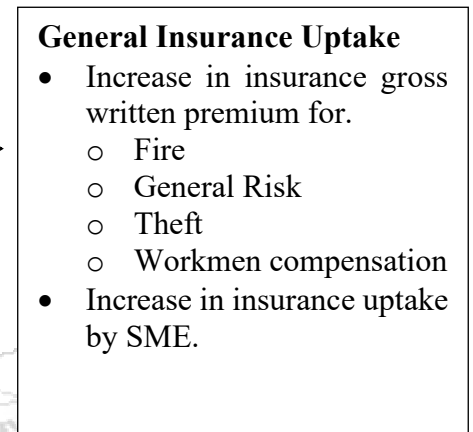 General Insurance Uptake
• Increase in insurance gross
written premium for.
o Fire
o General Risk
o Theft
o Workmen compensation
• Increase in insurance uptake
by SME.